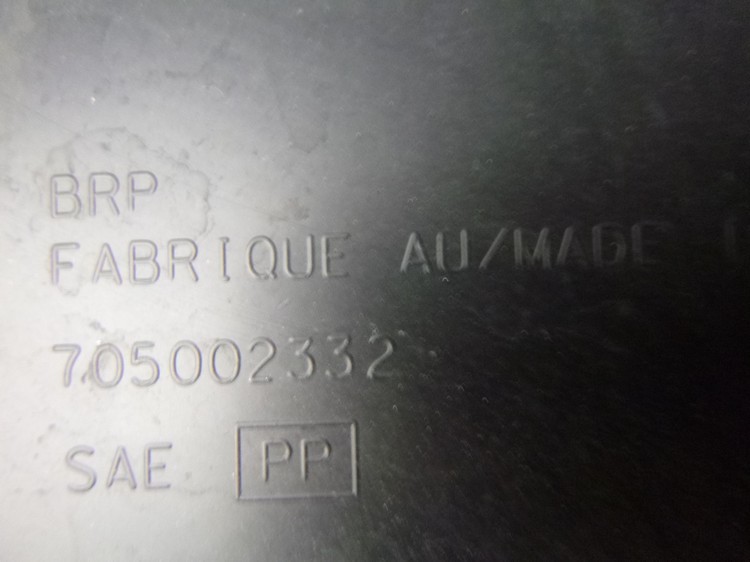 BRP
FABRIQUE AU/MADE
705002332
SAE PP